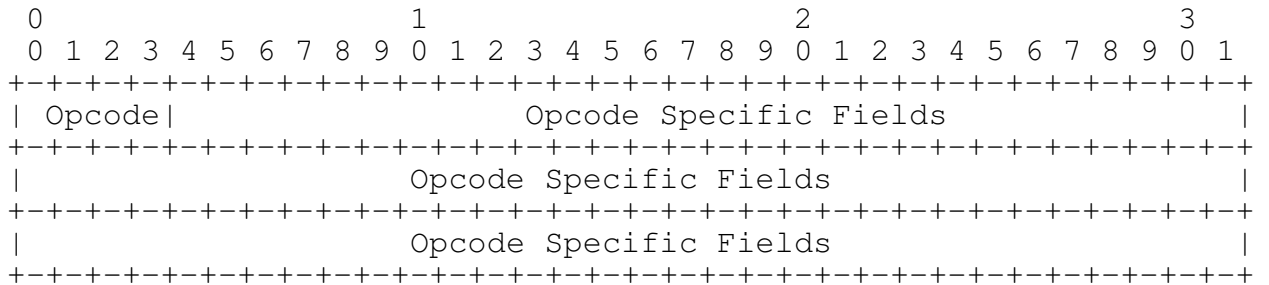 0                   1                   2                   3
 0 1 2 3 4 5 6 7 8 9 0 1 2 3 4 5 6 7 8 9 0 1 2 3 4 5 6 7 8 9 0 1
+-+-+-+-+-+-+-+-+-+-+-+-+-+-+-+-+-+-+-+-+-+-+-+-+-+-+-+-+-+-+-+-+
| Opcode|                  Opcode Specific Fields               |
+-+-+-+-+-+-+-+-+-+-+-+-+-+-+-+-+-+-+-+-+-+-+-+-+-+-+-+-+-+-+-+-+
|                    Opcode Specific Fields                     |
+-+-+-+-+-+-+-+-+-+-+-+-+-+-+-+-+-+-+-+-+-+-+-+-+-+-+-+-+-+-+-+-+
|                    Opcode Specific Fields                     |
+-+-+-+-+-+-+-+-+-+-+-+-+-+-+-+-+-+-+-+-+-+-+-+-+-+-+-+-+-+-+-+-+